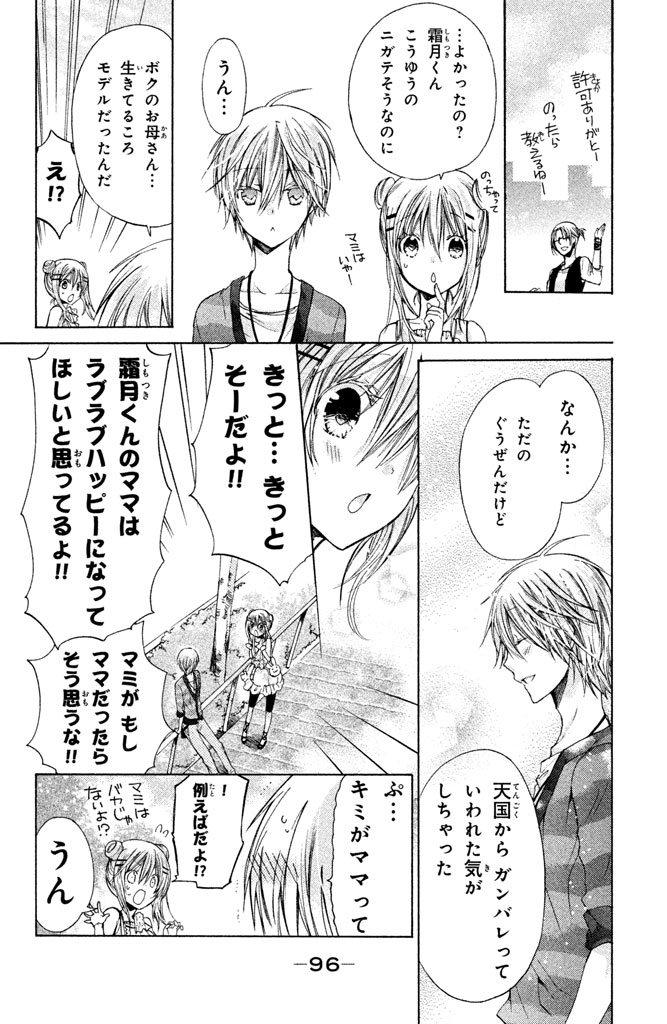 許可ありがとー
のったら
教えるねー
…よかったの?
霜月くん
こうゆうの
ニガテそうなのに
のっちゃって
マミは
いやー
うん…
ボクのお母さん…
生きてるころ
モデルだったんだ
え!?
なんか…
ただの
ぐうぜんだけど
天国から ガンバレって
いわれた気が
しちゃった
きっと…きっと
そーだよ!!
霜月くんのママは
ラブラブハッピーになって
ほしいと思ってるよ!!
マミが もし
ママだったら
そう思うな!!
ぷ…
キミがママって
!
例えばだよ!?
マミは
バカじゃ
ないよ!?
うん
—96—